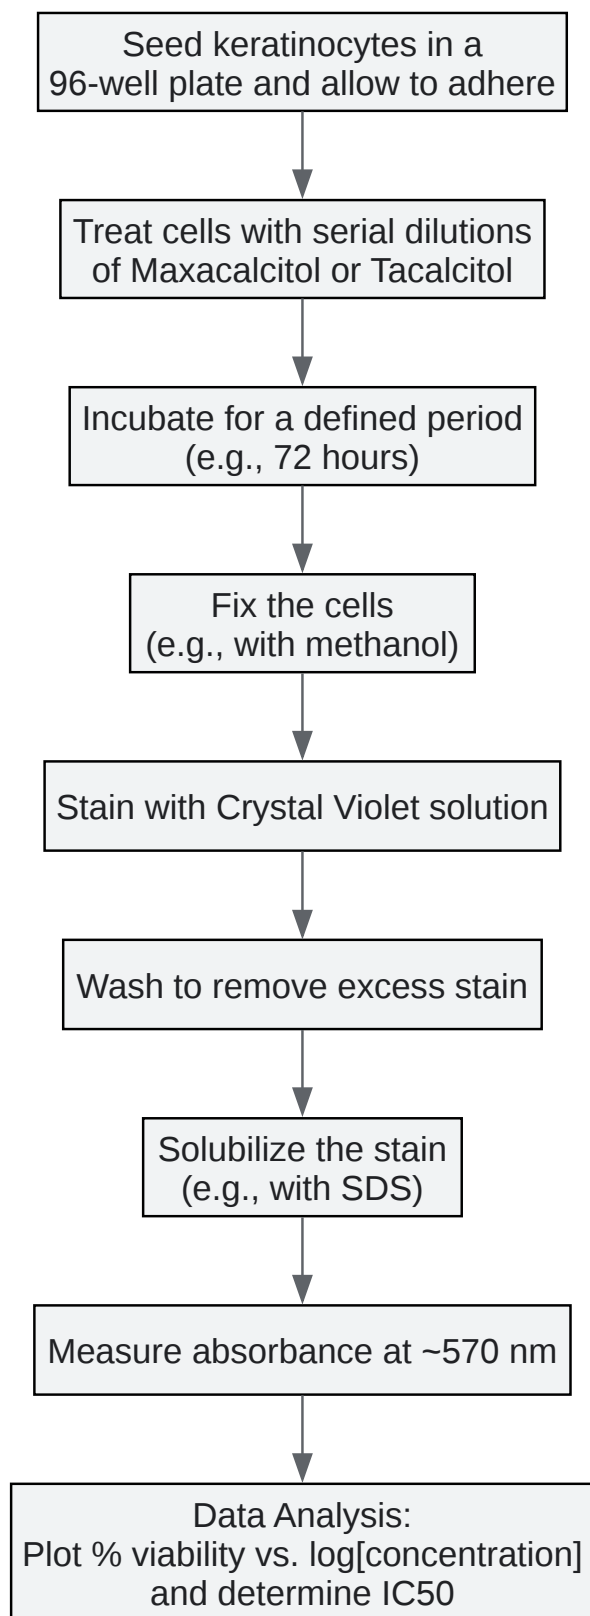 Seed keratinocytes in a
96-well plate and allow to adhere
Treat cells with serial dilutions
of Maxacalcitol or Tacalcitol
Incubate for a defined period
(e.g., 72 hours)
Fix the cells
(e.g., with methanol)
Stain with Crystal Violet solution
Wash to remove excess stain
Solubilize the stain
(e.g., with SDS)
Measure absorbance at ~570 nm
Data Analysis:
Plot % viability vs. log[concentration]
and determine IC50